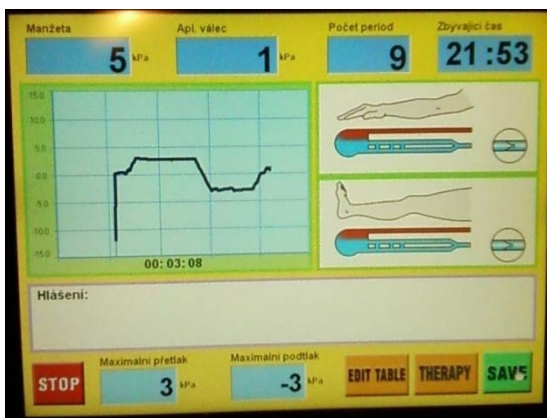 Manžeta
Apl. válec
Počet period
Zbývající čas
5 kPa
1 kPa
9
21:53
15.0
10.0
5.0
0.0
-5.0
-10.0
-15.0
00:03:08
Hlášení:
Maximalní přetlak
Maximalní podtlak
STOP
3 kPa
-3 kPa
EDIT TABLE
THERAPY
SAVE